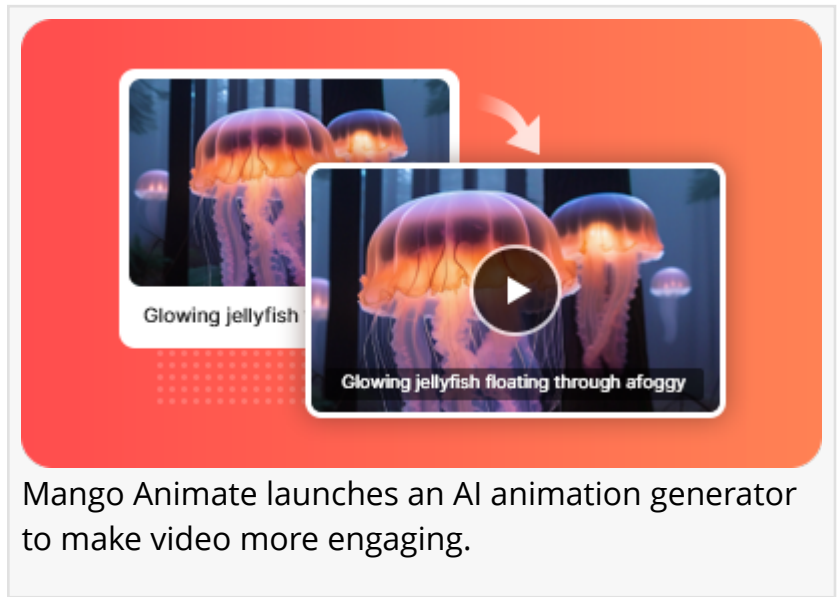 Glowing jellyfish
Glowing jellyfish floating through afoggy
Mango Animate launches an AI animation generator
to make video more engaging.